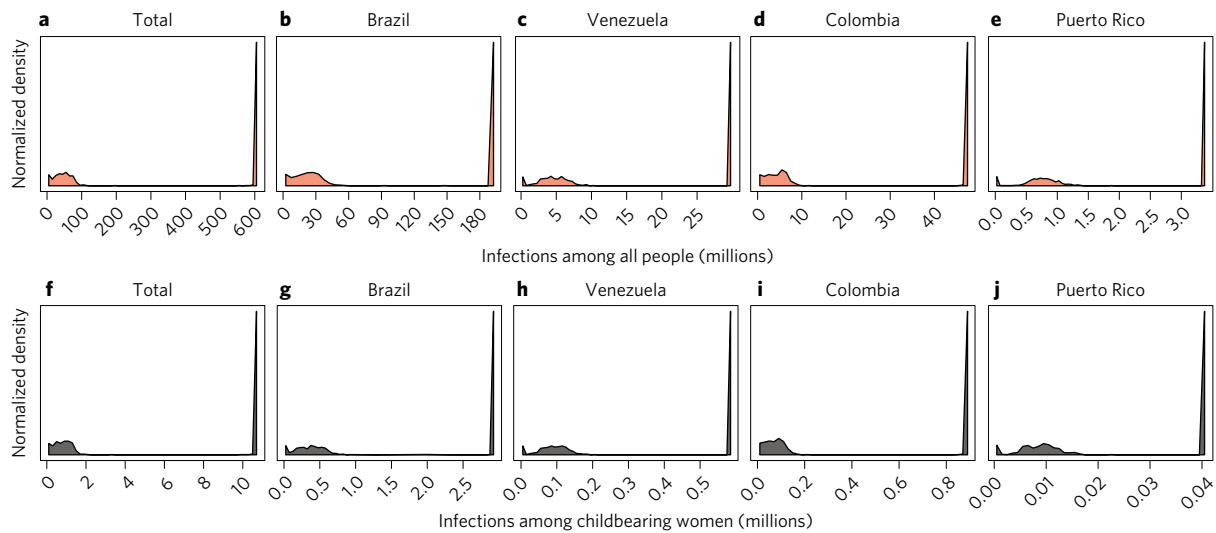 a Total b Brazil c Venezuela d Colombia e Puerto Rico
Normalized density
0 100 200 300 400 500 600 0 30 60 90 120 150 180 0 5 10 15 20 25 0 10 20 30 40 0.0 0.5 1.0 1.5 2.0 2.5 3.0
Infections among all people (millions)
f Total g Brazil h Venezuela i Colombia j Puerto Rico
Normalized density
0 2 4 6 8 10 0.0 0.5 1.0 1.5 2.0 2.5 0.0 0.1 0.2 0.3 0.4 0.5 0.0 0.2 0.4 0.6 0.8 0.00 0.01 0.02 0.03 0.04
Infections among childbearing women (millions)